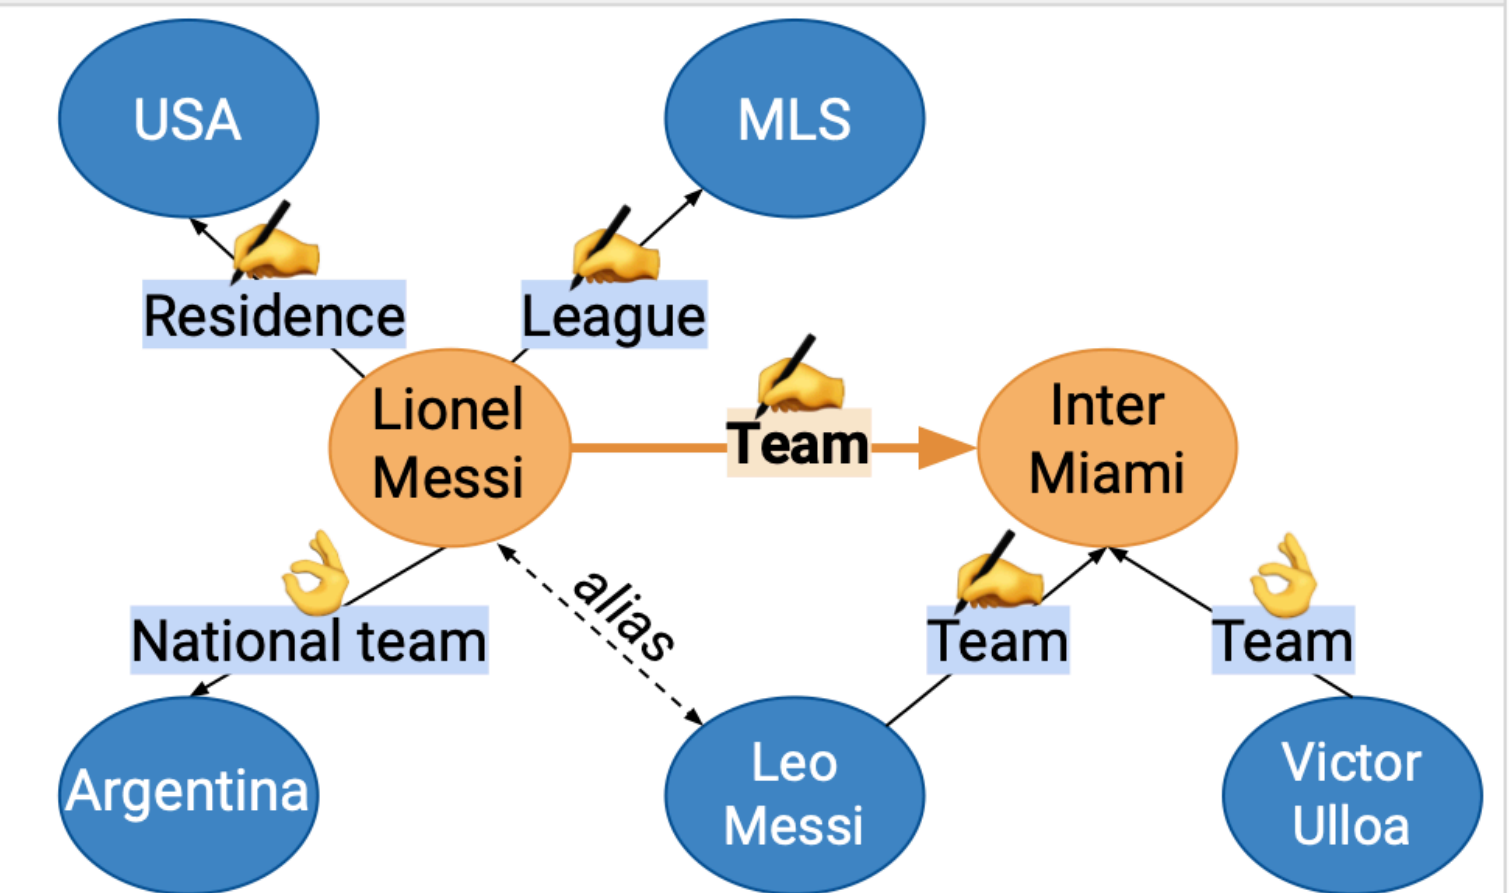 USA
MLS
Residence
League
Lionel
Messi
Team
Inter
Miami
alias
National team
Team
Team
Argentina
Leo
Messi
Victor
Ulloa